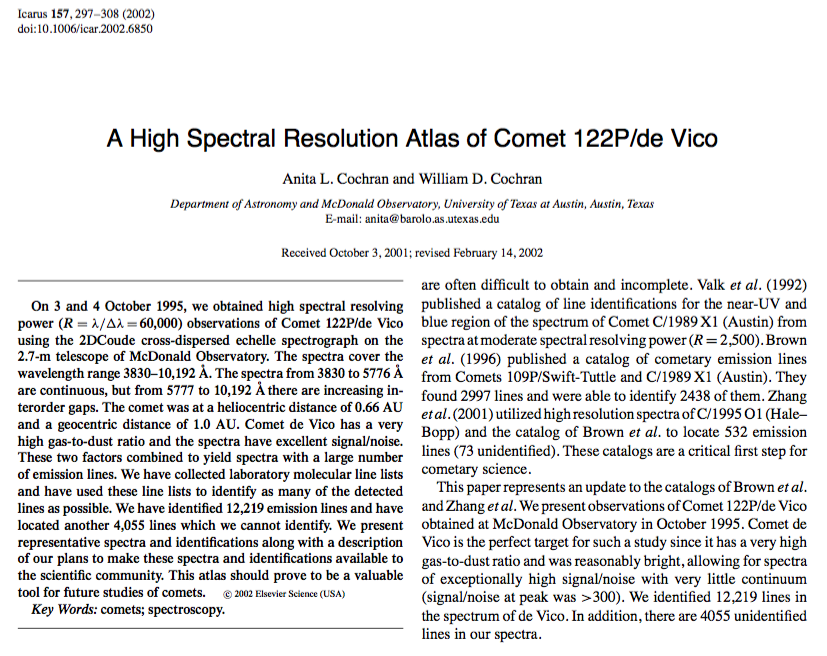 Icarus 157, 297–308 (2002)
doi:10.1006/icar.2002.6850
A High Spectral Resolution Atlas of Comet 122P/de Vico
Anita L. Cochran and William D. Cochran
Department of Astronomy and McDonald Observatory, University of Texas at Austin, Austin, Texas
E-mail: anita@barolo.as.utexas.edu
Received October 3, 2001; revised February 14, 2002
On 3 and 4 October 1995, we obtained high spectral resolving
power (R = λ/Δλ = 60,000) observations of Comet 122P/de Vico
using the 2DCoude cross-dispersed echelle spectrograph on the
2.7-m telescope of McDonald Observatory. The spectra cover the
wavelength range 3830–10,192 Å. The spectra from 3830 to 5776 Å
are continuous, but from 5777 to 10,192 Å there are increasing in-
terorder gaps. The comet was at a heliocentric distance of 0.66 AU
and a geocentric distance of 1.0 AU. Comet de Vico has a very
high gas-to-dust ratio and the spectra have excellent signal/noise.
These two factors combined to yield spectra with a large number
of emission lines. We have collected laboratory molecular line lists
and have used these line lists to identify as many of the detected
lines as possible. We have identified 12,219 emission lines and have
located another 4,055 lines which we cannot identify. We present
representative spectra and identifications along with a description
of our plans to make these spectra and identifications available to
the scientific community. This atlas should prove to be a valuable
tool for future studies of comets. © 2002 Elsevier Science (USA)
Key Words: comets; spectroscopy.
are often difficult to obtain and incomplete. Valk et al. (1992)
published a catalog of line identifications for the near-UV and
blue region of the spectrum of Comet C/1989 X1 (Austin) from
spectra at moderate spectral resolving power (R = 2,500). Brown
et al. (1996) published a catalog of cometary emission lines
from Comets 109P/Swift-Tuttle and C/1989 X1 (Austin). They
found 2997 lines and were able to identify 2438 of them. Zhang
et al. (2001) utilized high resolution spectra of C/1995 O1 (Hale–
Bopp) and the catalog of Brown et al. to locate 532 emission
lines (73 unidentified). These catalogs are a critical first step for
cometary science.
This paper represents an update to the catalogs of Brown et al.
and Zhang et al. We present observations of Comet 122P/de Vico
obtained at McDonald Observatory in October 1995. Comet de
Vico is the perfect target for such a study since it has a very high
gas-to-dust ratio and was reasonably bright, allowing for spectra
of exceptionally high signal/noise with very little continuum
(signal/noise at peak was >300). We identified 12,219 lines in
the spectrum of de Vico. In addition, there are 4055 unidentified
lines in our spectra.